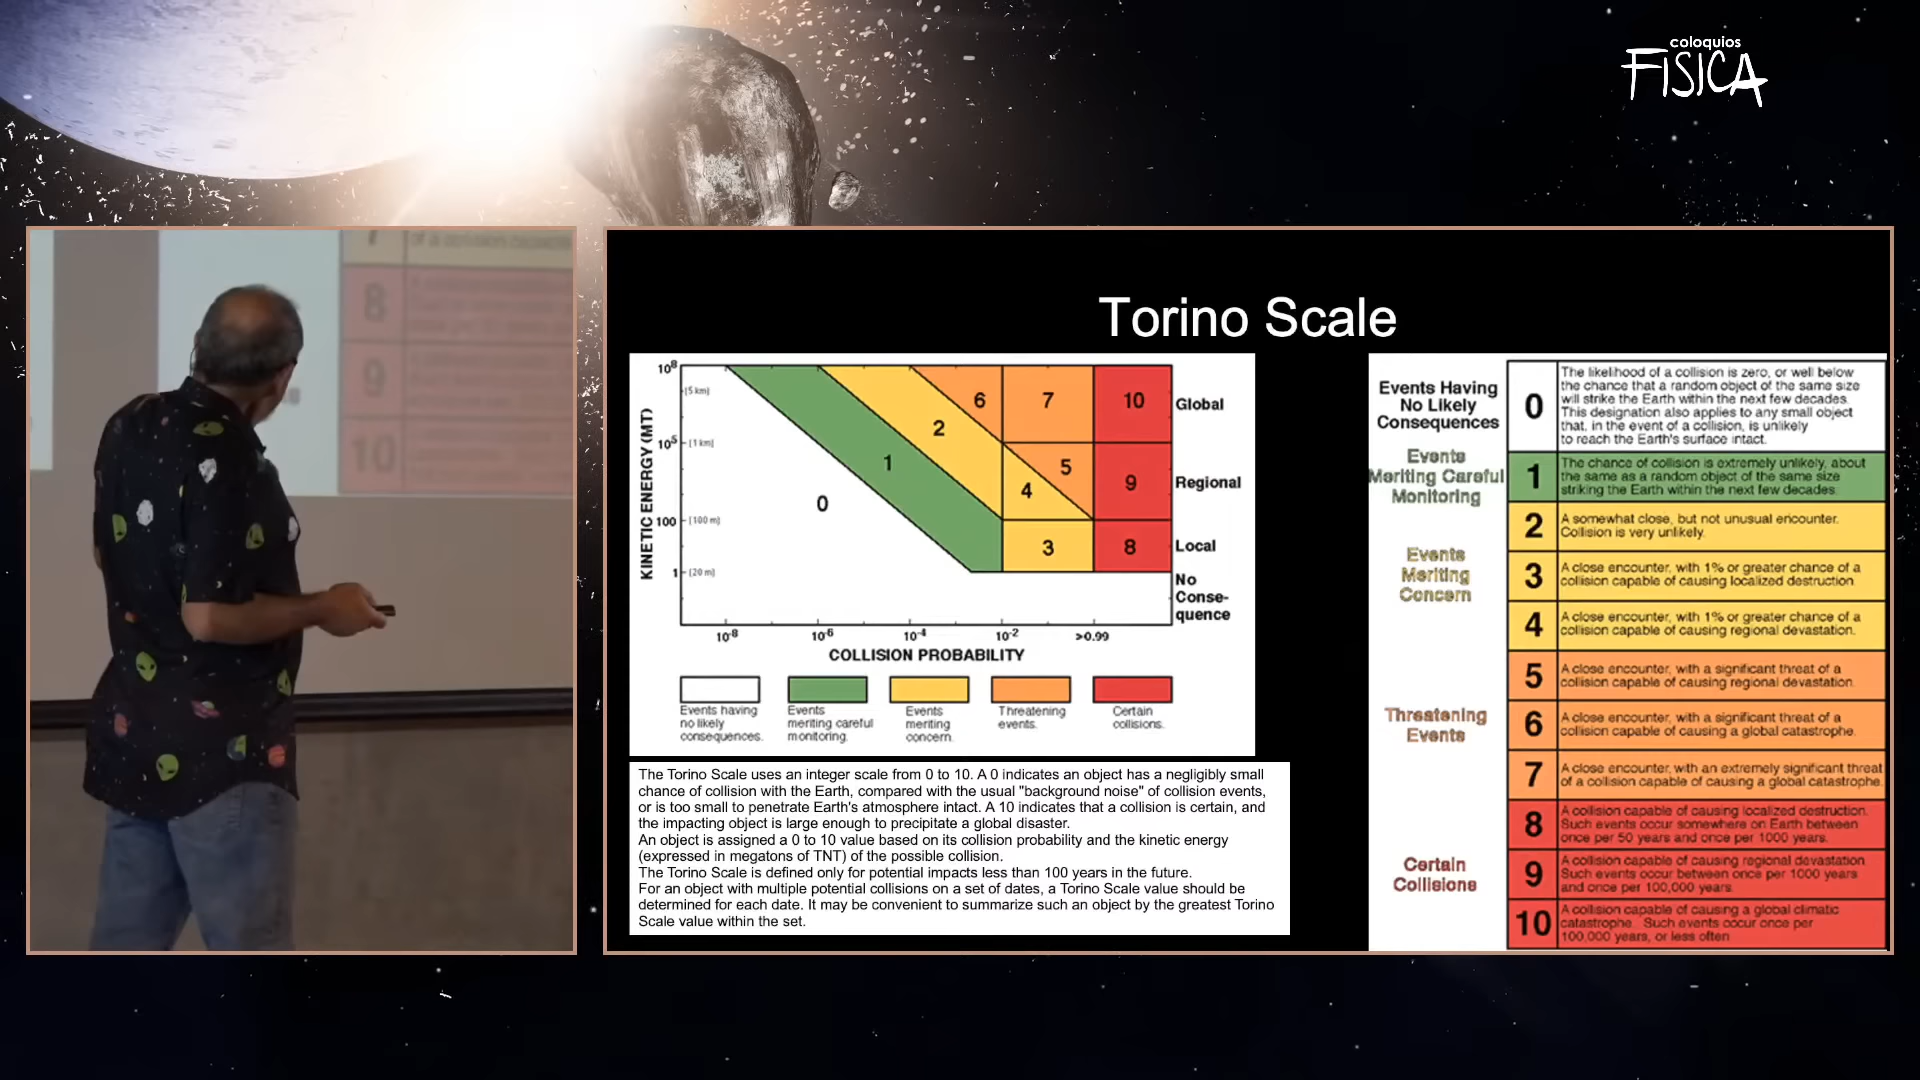 coloquios
FISICA
7
8
9
10
Torino Scale
KINETIC ENERGY (MT)
10⁸
(5 km)
10⁵
(1 km)
100
(100 m)
1
(20 m)
0
1
2
6
7
10
5
4
9
3
8
Global
Regional
Local
No
Conse-
quence
10⁻⁸
10⁻⁶
10⁻⁴
10⁻²
>0.99
COLLISION PROBABILITY
Events having
no likely
consequences.
Events
meriting careful
monitoring.
Events
meriting
concern.
Threatening
events.
Certain
collisions.
The Torino Scale uses an integer scale from 0 to 10. A 0 indicates an object has a negligibly small
chance of collision with the Earth, compared with the usual "background noise" of collision events,
or is too small to penetrate Earth's atmosphere intact. A 10 indicates that a collision is certain, and
the impacting object is large enough to precipitate a global disaster.
An object is assigned a 0 to 10 value based on its collision probability and the kinetic energy
(expressed in megatons of TNT) of the possible collision.
The Torino Scale is defined only for potential impacts less than 100 years in the future.
For an object with multiple potential collisions on a set of dates, a Torino Scale value should be
determined for each date. It may be convenient to summarize such an object by the greatest Torino
Scale value within the set.
Events Having
No Likely
Consequences
0
The likelihood of a collision is zero, or well below
the chance that a random object of the same size
will strike the Earth within the next few decades.
This designation also applies to any small object
that, in the event of a collision, is unlikely
to reach the Earth's surface intact.
Events
Meriting Careful
Monitoring
1
The chance of collision is extremely unlikely, about
the same as a random object of the same size
striking the Earth within the next few decades.
Events
Meriting
Concern
2
A somewhat close, but not unusual encounter.
Collision is very unlikely.
3
A close encounter, with 1% or greater chance of a
collision capable of causing localized destruction
4
A close encounter, with 1% or greater chance of a
collision capable of causing regional devastation.
Threatening
Events
5
A close encounter, with a significant threat of a
collision capable of causing regional devastation.
6
A close encounter, with a significant threat of a
collision capable of causing a global catastrophe.
7
A close encounter, with an extremely significant threat
of a collision capable of causing a global catastrophe.
Certain
Collisions
8
A collision capable of causing localized destruction.
Such events occur somewhere on Earth between
once per 50 years and once per 1000 years.
9
A collision capable of causing regional devastation
Such events occur between once per 1000 years
and once per 100,000 years.
10
A collision capable of causing a global climatic
catastrophe. Such events occur once per
100,000 years, or less often